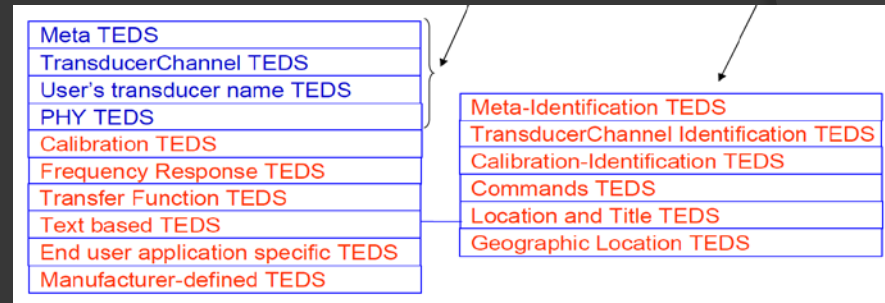 Meta TEDS
TransducerChannel TEDS
User's transducer name TEDS
PHY TEDS
Calibration TEDS
Frequency Response TEDS
Transfer Function TEDS
Text based TEDS
End user application specific TEDS
Manufacturer-defined TEDS
Meta-Identification TEDS
TransducerChannel Identification TEDS
Calibration-Identification TEDS
Commands TEDS
Location and Title TEDS
Geographic Location TEDS